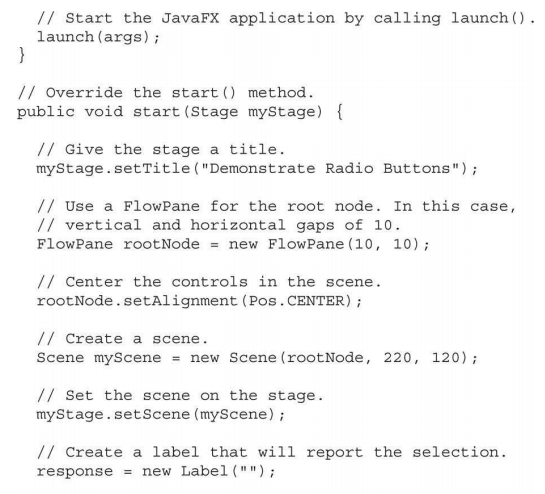 // Start the JavaFX application by calling launch().
launch(args);
}
// Override the start() method.
public void start(Stage myStage) {
// Give the stage a title.
myStage.setTitle("Demonstrate Radio Buttons");
// Use a FlowPane for the root node. In this case,
// vertical and horizontal gaps of 10.
FlowPane rootNode = new FlowPane(10, 10);
// Center the controls in the scene.
rootNode.setAlignment(Pos.CENTER);
// Create a scene.
Scene myScene = new Scene(rootNode, 220, 120);
// Set the scene on the stage.
myStage.setScene(myScene);
// Create a label that will report the selection.
response = new Label("");